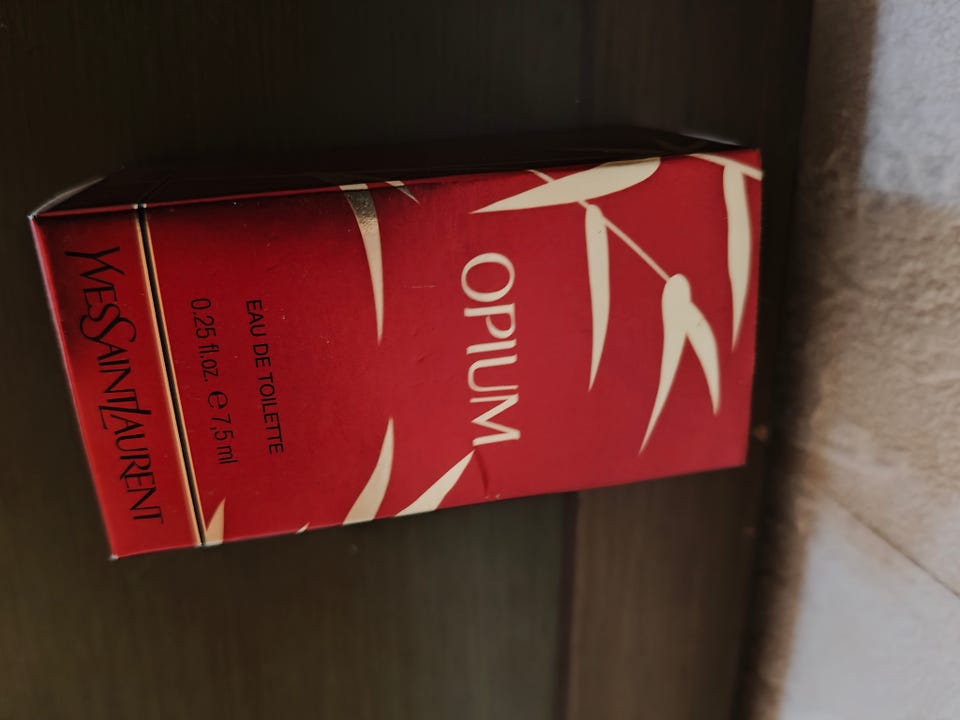 OPIUM
EAU DE TOILETTE
0.25 fl.oz. e 7,5 ml
YVESSAINTLAURENT